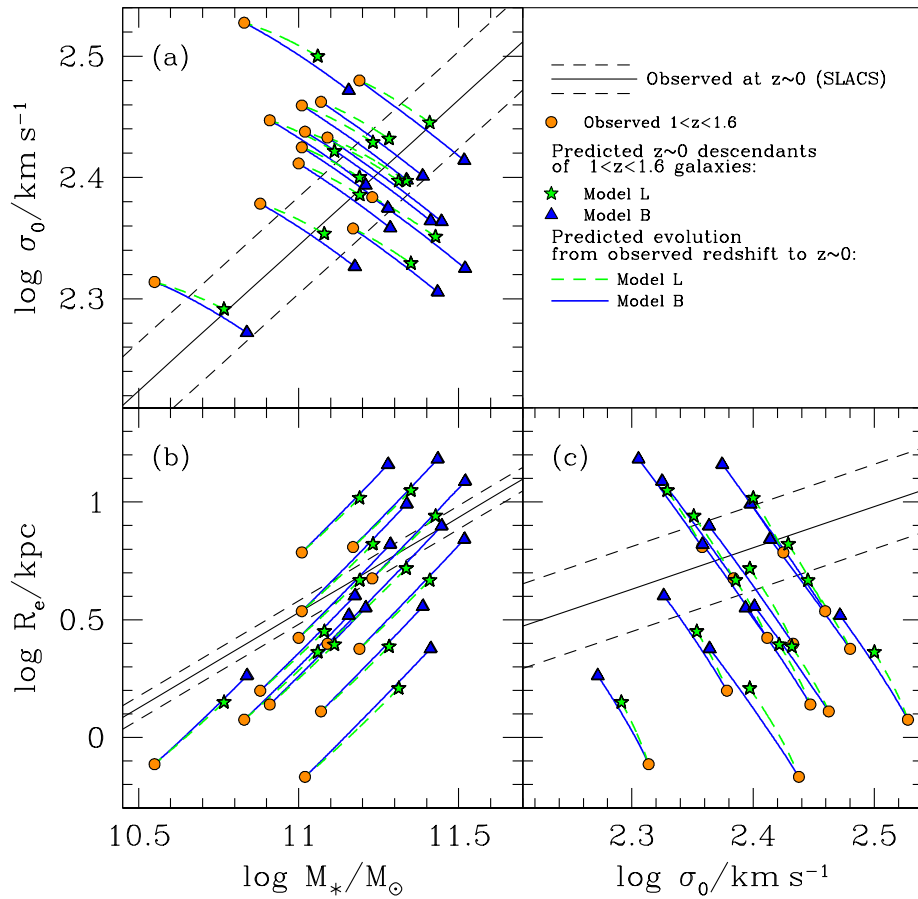 (a)
2.5
2.4
2.3
log σ₀/km s⁻¹
Observed at z~0 (SLACS)
Observed 1<z<1.6
Predicted z~0 descendants
of 1<z<1.6 galaxies:
Model L
Model B
Predicted evolution
from observed redshift to z~0:
Model L
Model B
(b)
1
0.5
0
log Rₑ/kpc
10.5 11 11.5
log M_*/M_⊙
(c)
2.3 2.4 2.5
log σ₀/km s⁻¹